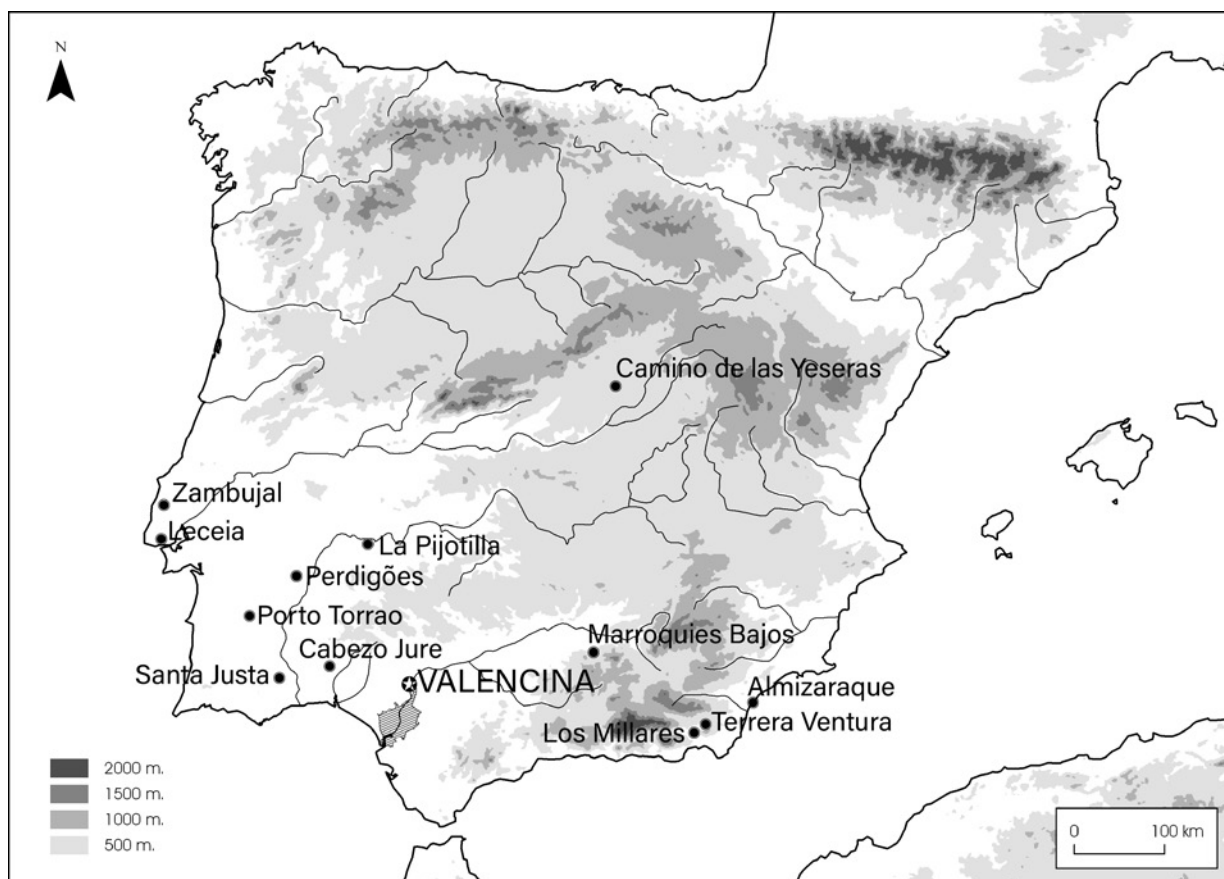 N
Camino de las Yeseras
Zambujal
Leceia
La Pijotilla
Perdigões
Porto Torrao
Marroquies Bajos
Cabezo Jure
Santa Justa
VALENCINA
Almizaraque
Terrera Ventura
Los Millares
2000 m.
1500 m.
1000 m.
500 m.
0 100 km